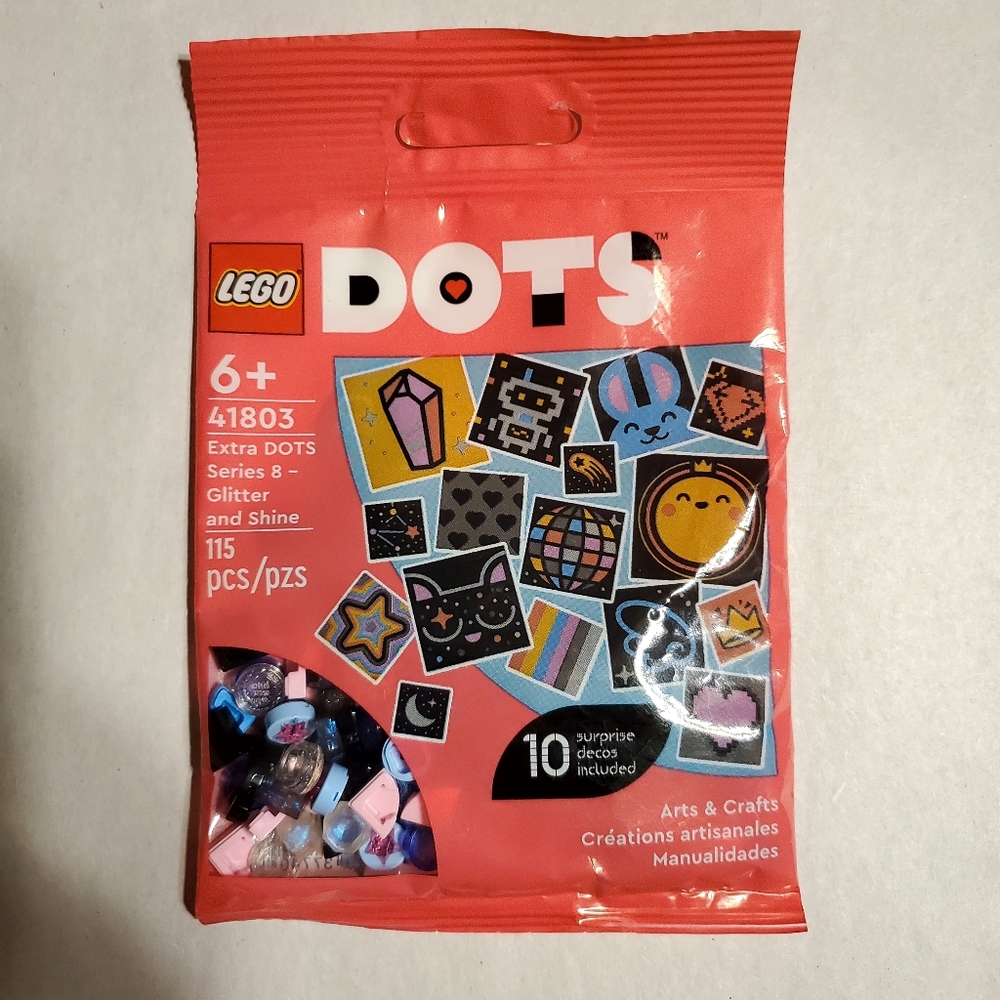 LEGO
DOTS™
6+
41803
Extra DOTS
Series 8 –
Glitter
and Shine
115
pcs/pzs
10 surprise
decos
included
Arts & Crafts
Créations artisanales
Manualidades